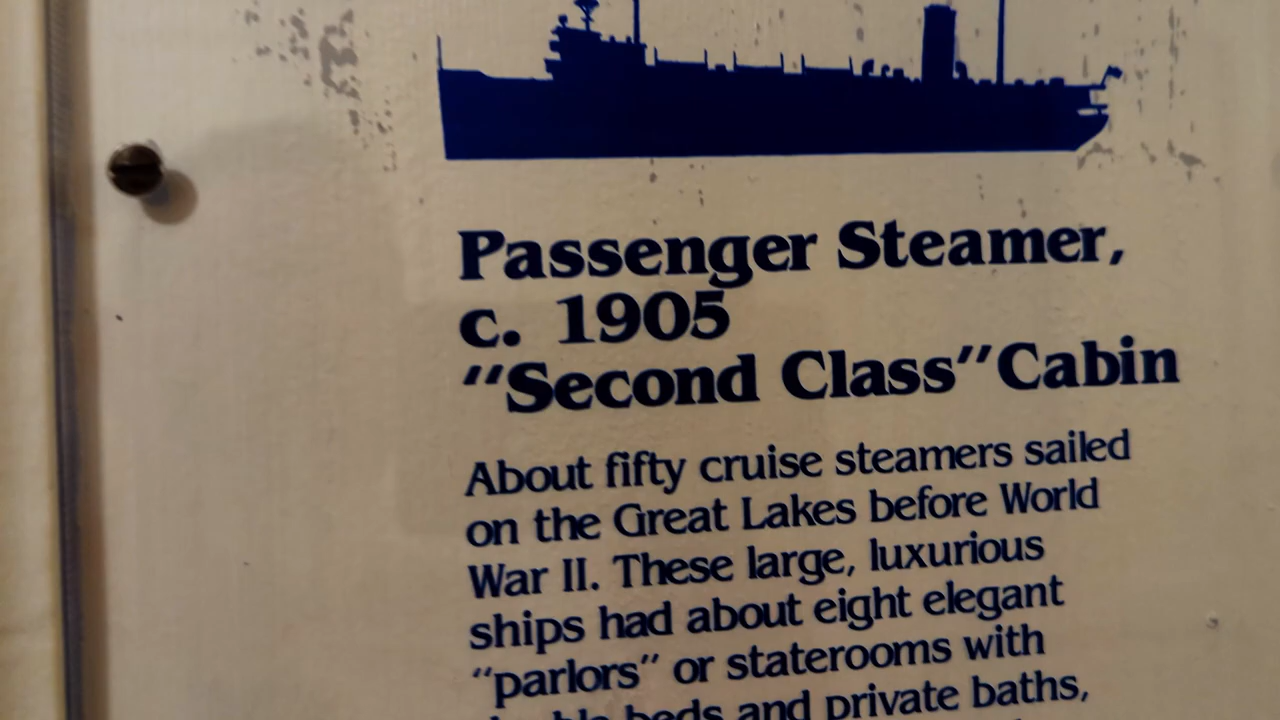 Passenger Steamer,
c. 1905
"Second Class" Cabin
About fifty cruise steamers sailed
on the Great Lakes before World
War II. These large, luxurious
ships had about eight elegant
"parlors" or staterooms with
beds and private baths,